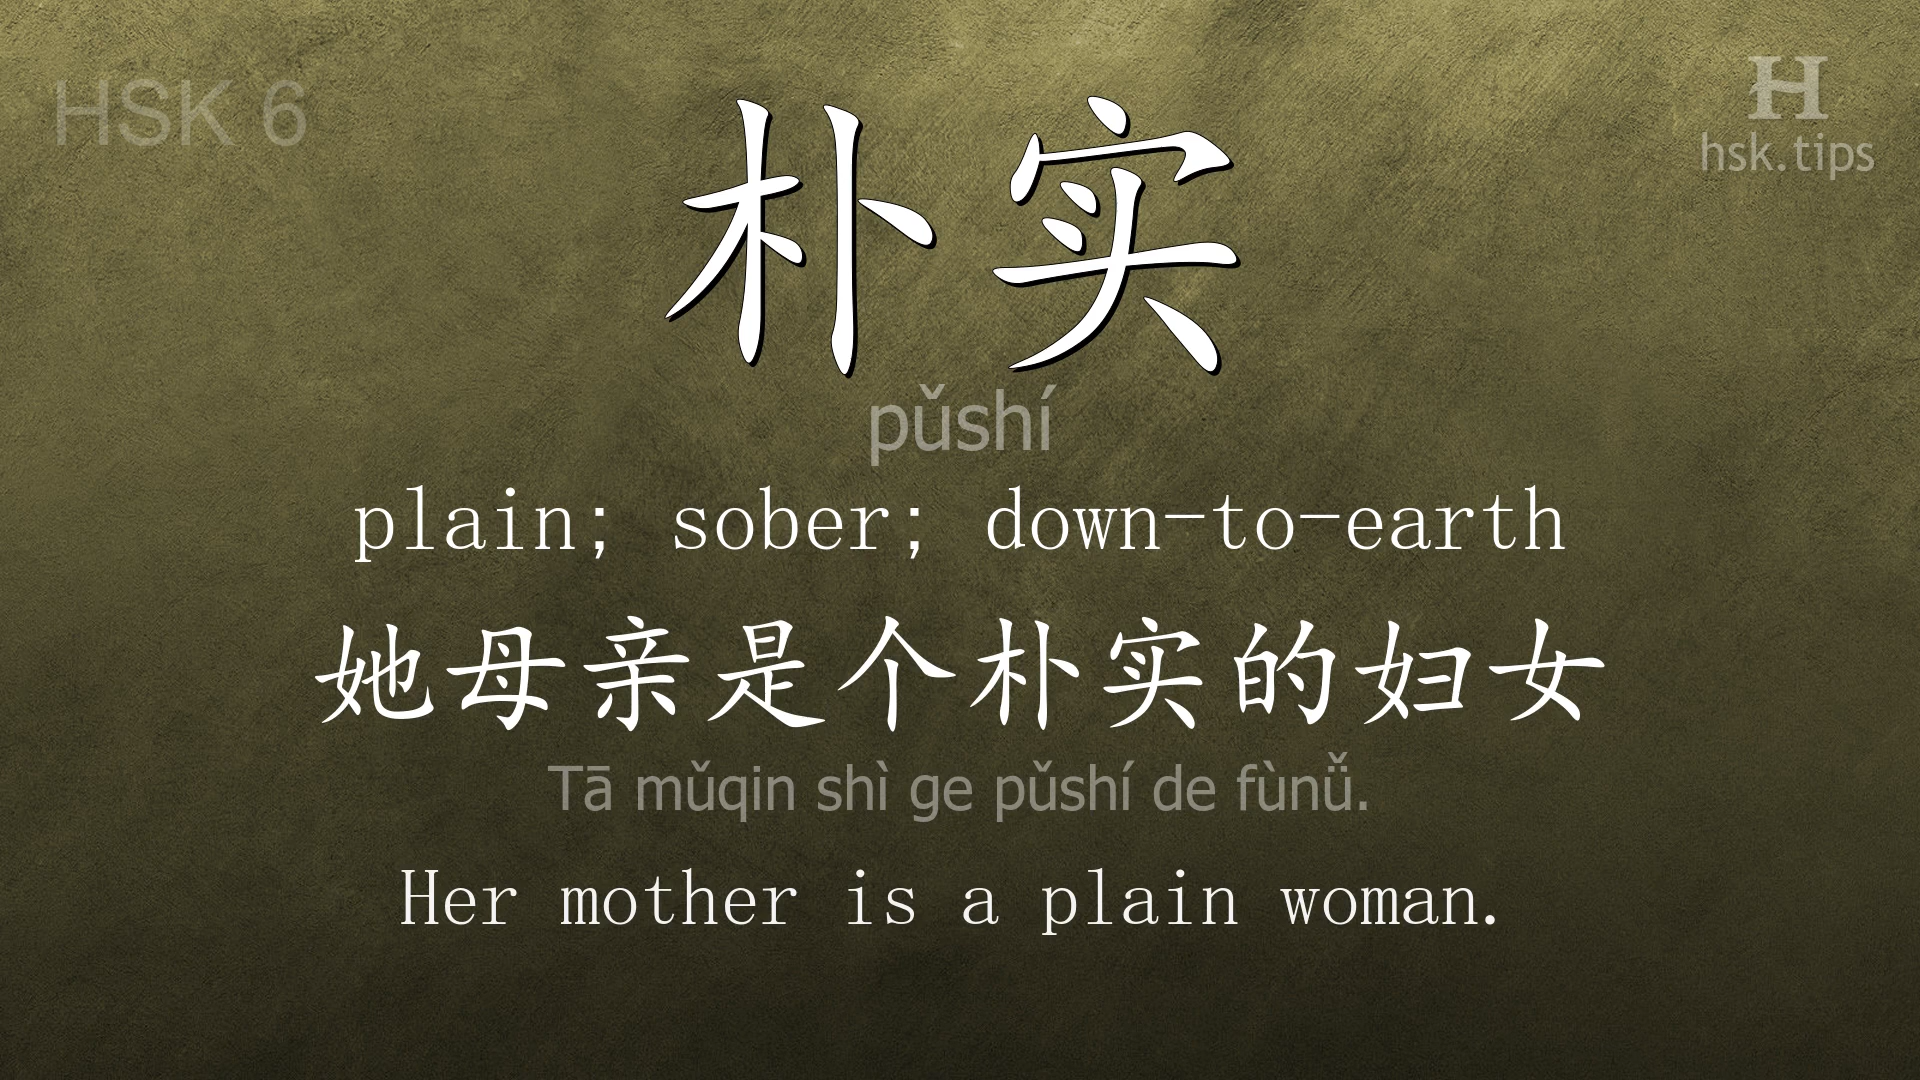 HSK 6
H
hsk.tips
朴实
pǔshí
plain; sober; down-to-earth
她母亲是个朴实的妇女
Tā mǔqin shì ge pǔshí de fùnǚ.
Her mother is a plain woman.